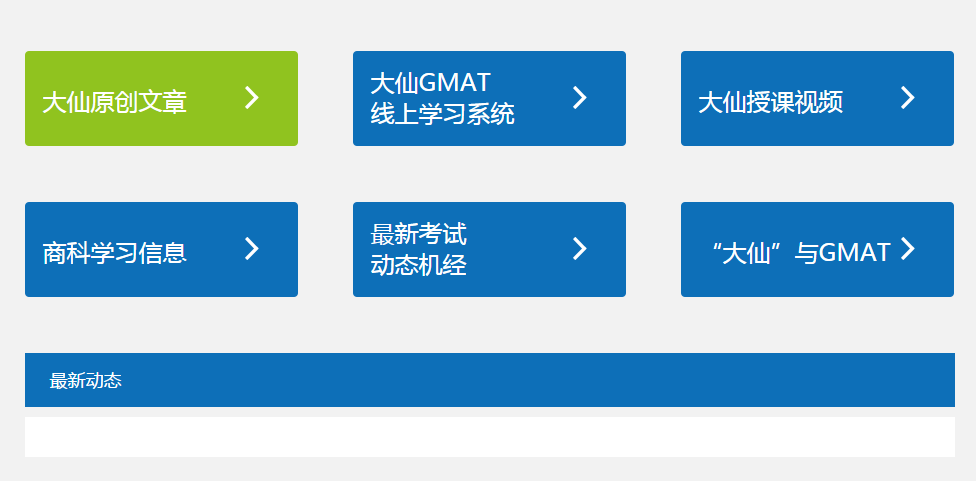 大仙原创文章
大仙GMAT
线上学习系统
大仙授课视频
商科学习信息
最新考试
动态机经
“大仙”与GMAT
最新动态